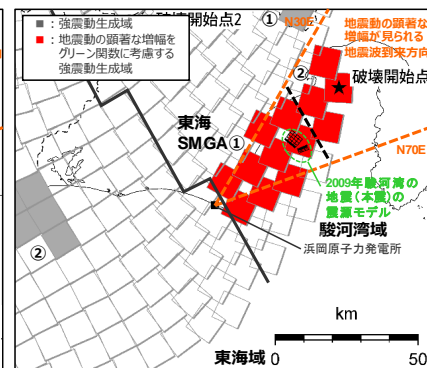 ■：強震動生成域
■：地震動の顕著な増幅を
グリーン関数に考慮する
強震動生成域
破壊開始点2
①
N30E
地震動の顕著な
増幅が見られる
地震波到来方向
②
破壊開始点
東海
SMGA①
N70E
2009年駿河湾の
地震(本震)の
震源モデル
駿河湾域
浜岡原子力発電所
②
km
東海域
0
50